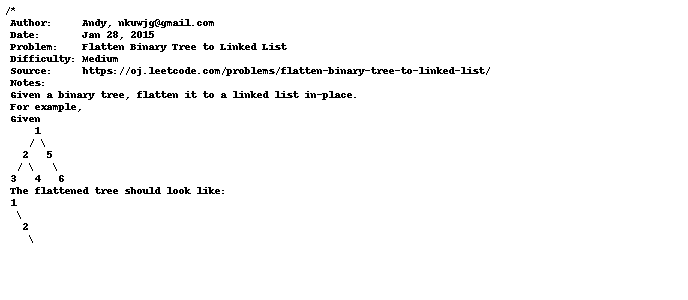 /*
 Author:     Andy, nkuwjg@gmail.com
 Date:       Jan 28, 2015
 Problem:    Flatten Binary Tree to Linked List
 Difficulty: Medium
 Source:     https://oj.leetcode.com/problems/flatten-binary-tree-to-linked-list/
 Notes:
 Given a binary tree, flatten it to a linked list in-place.
 For example,
 Given
     1
    / \
   2   5
  / \   \
 3   4   6
 The flattened tree should look like:
 1
  \
   2
    \